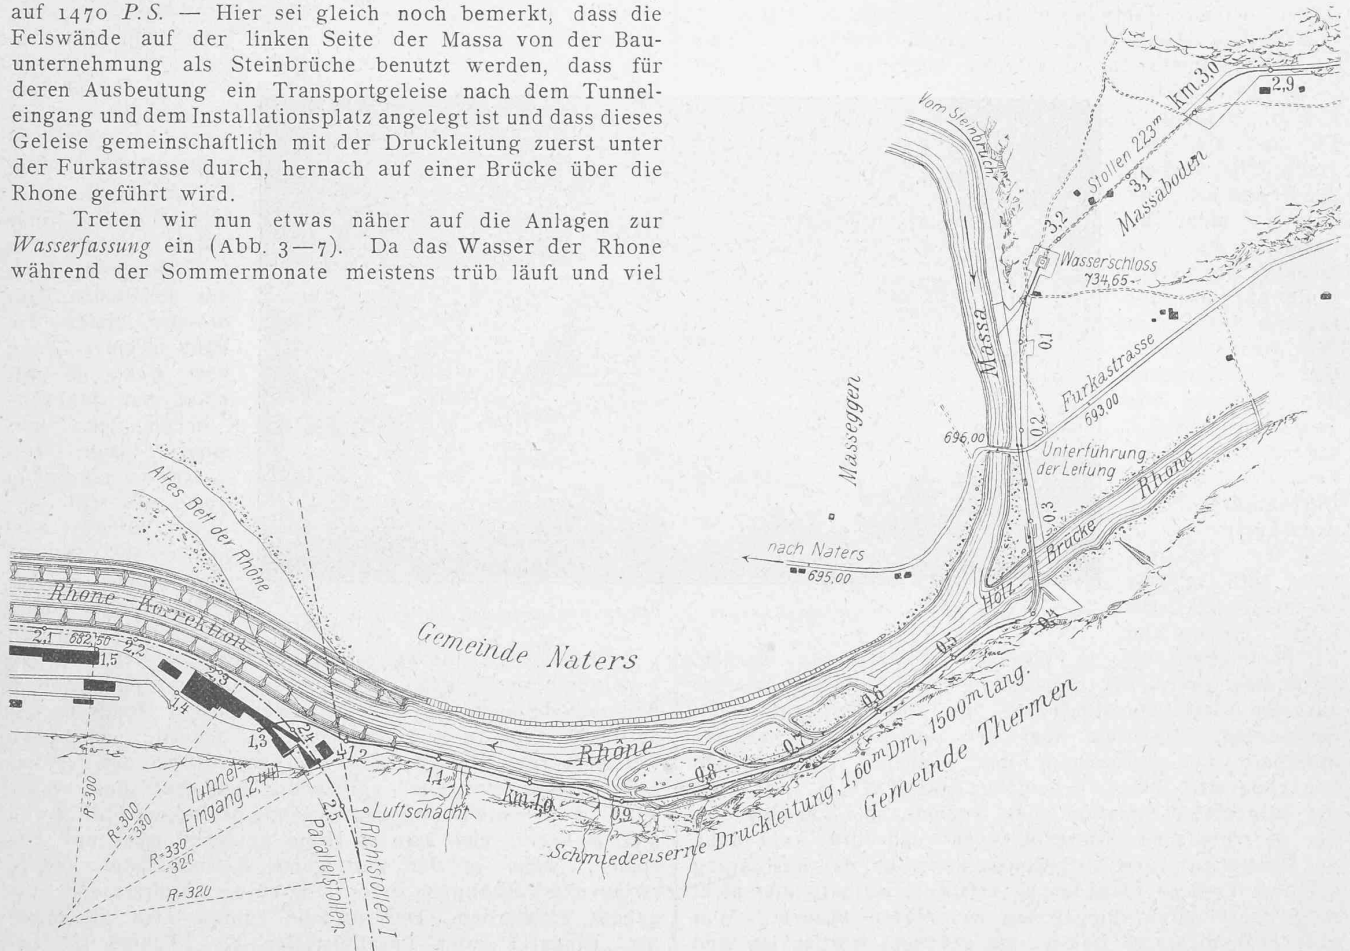 auf 1470 P. S. — Hier sei gleich noch bemerkt, dass die
Felswände auf der linken Seite der Massa von der Bau-
unternehmung als Steinbrüche benutzt werden, dass für
deren Ausbeutung ein Transportgeleise nach dem Tunnel-
eingang und dem Installationsplatz angelegt ist und dass dieses
Geleise gemeinschaftlich mit der Druckleitung zuerst unter
der Furkastrasse durch, hernach auf einer Brücke über die
Rhone geführt wird.
Treten wir nun etwas näher auf die Anlagen zur
Wasserfassung ein (Abb. 3—7). Da das Wasser der Rhone
während der Sommermonate meistens trüb läuft und viel
Vom Steinbruch.
km.3,0
2,9
Stollen 223m
3,1
Massaboden
3,2
Wasserschloss
734,65
Massa
0,1
Furkastrasse
693,00
0,2
696,00
Unterführung
der Leitung
Masseggen
0,3
Rhone
Holz
Brücke
0,4
nach Naters
695,00
Altes Bett der Rhône
Rhône Korrektion
Gemeinde Naters
2,1
682,50
2,2
1,5
2,3
1,4
1,3
2,4
1,2
1,1
km.1,0
0,9
0,8
0,7
0,6
0,5
Rhône
Tunnel-
Eingang 2,441
2,5
Luftschacht
Schmiedeeiserne Druckleitung, 1,60m Dm, 1500m lang.
Gemeinde Thermen
R=300
R=300
=330
R=330
=320
R=320
Parallelstollen.
Richtstollen I